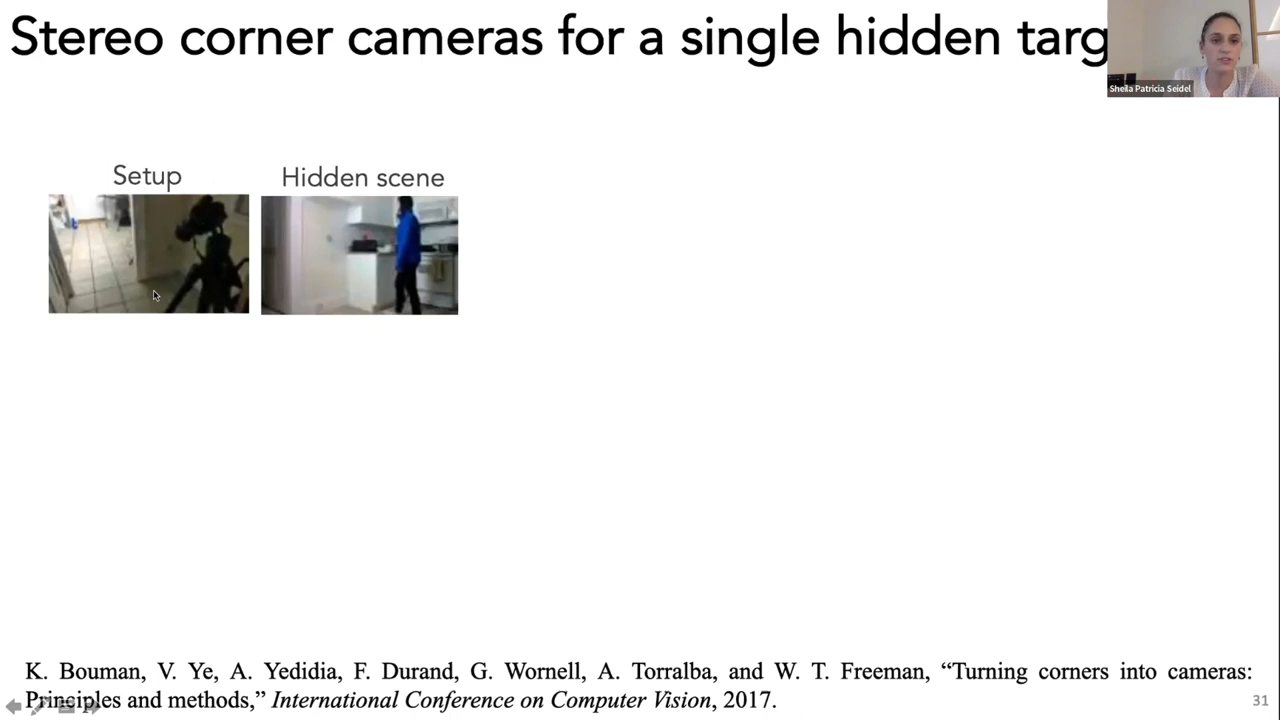 Stereo corner cameras for a single hidden targ
Sheila Patricia Seidel
Setup
Hidden scene
K. Bouman, V. Ye, A. Yedidia, F. Durand, G. Wornell, A. Torralba, and W. T. Freeman, “Turning corners into cameras:
Principles and methods,” International Conference on Computer Vision, 2017.
31